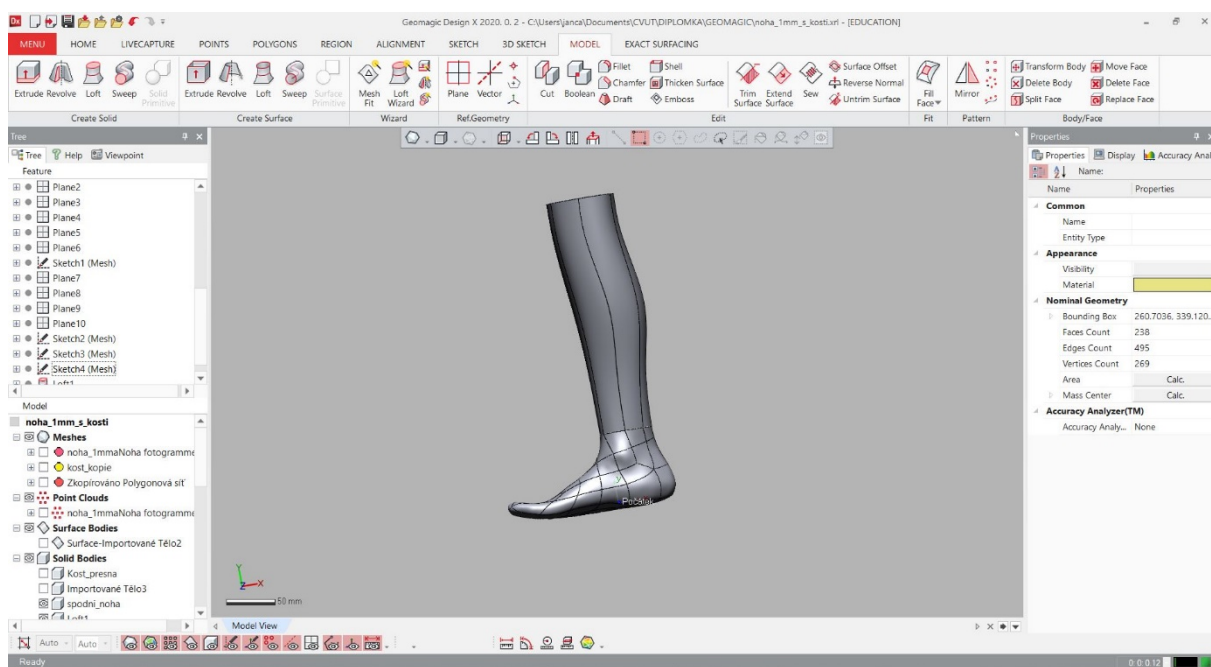 Geomagic Design X 2020. 0. 2 - C:\Users\janca\Documents\CVUT\DIPLOMKA\GEOMAGIC\noha_1mm_s_kosti.xrl - [EDUCATION]
MENU HOME LIVECAPTURE POINTS POLYGONS REGION ALIGNMENT SKETCH 3D SKETCH MODEL EXACT SURFACING
Fillet Shell Surface Offset Transform Body Move Face
Chamfer Thicken Surface Reverse Normal Delete Body Delete Face
Draft Emboss Untrim Surface Split Face Replace Face
Extrude Revolve Loft Sweep Solid Primitive
Extrude Revolve Loft Sweep Surface Primitive
Mesh Fit Loft Wizard
Plane Vector
Cut Boolean
Trim Surface Extend Surface Sew
Fill Face
Mirror
Create Solid Create Surface Wizard Ref.Geometry Edit Fit Pattern Body/Face
Tree
Tree Help Viewpoint
Feature
Plane2
Plane3
Plane4
Plane5
Plane6
Sketch1 (Mesh)
Plane7
Plane8
Plane9
Plane10
Sketch2 (Mesh)
Sketch3 (Mesh)
Sketch4 (Mesh)
Loft1
Model
noha_1mm_s_kosti
Meshes
noha_1mmaNoha fotogramme
kost_kopie
Zkopírováno Polygonová síť
Point Clouds
noha_1mmaNoha fotogramme
Surface Bodies
Surface-Importované Tělo2
Solid Bodies
Kost_presna
Importované Tělo3
spodni_noha
Loft1
Y
Počátek
Y
Z
X
50 mm
Model View
Properties
Properties Display Accuracy Anal
Name:
Name Properties
Common
Name
Entity Type
Appearance
Visibility
Material
Nominal Geometry
Bounding Box 260.7036, 339.120..
Faces Count 238
Edges Count 495
Vertices Count 269
Area Calc.
Mass Center Calc.
Accuracy Analyzer(TM)
Accuracy Analy... None
Auto Auto
Ready
0:0:0:12